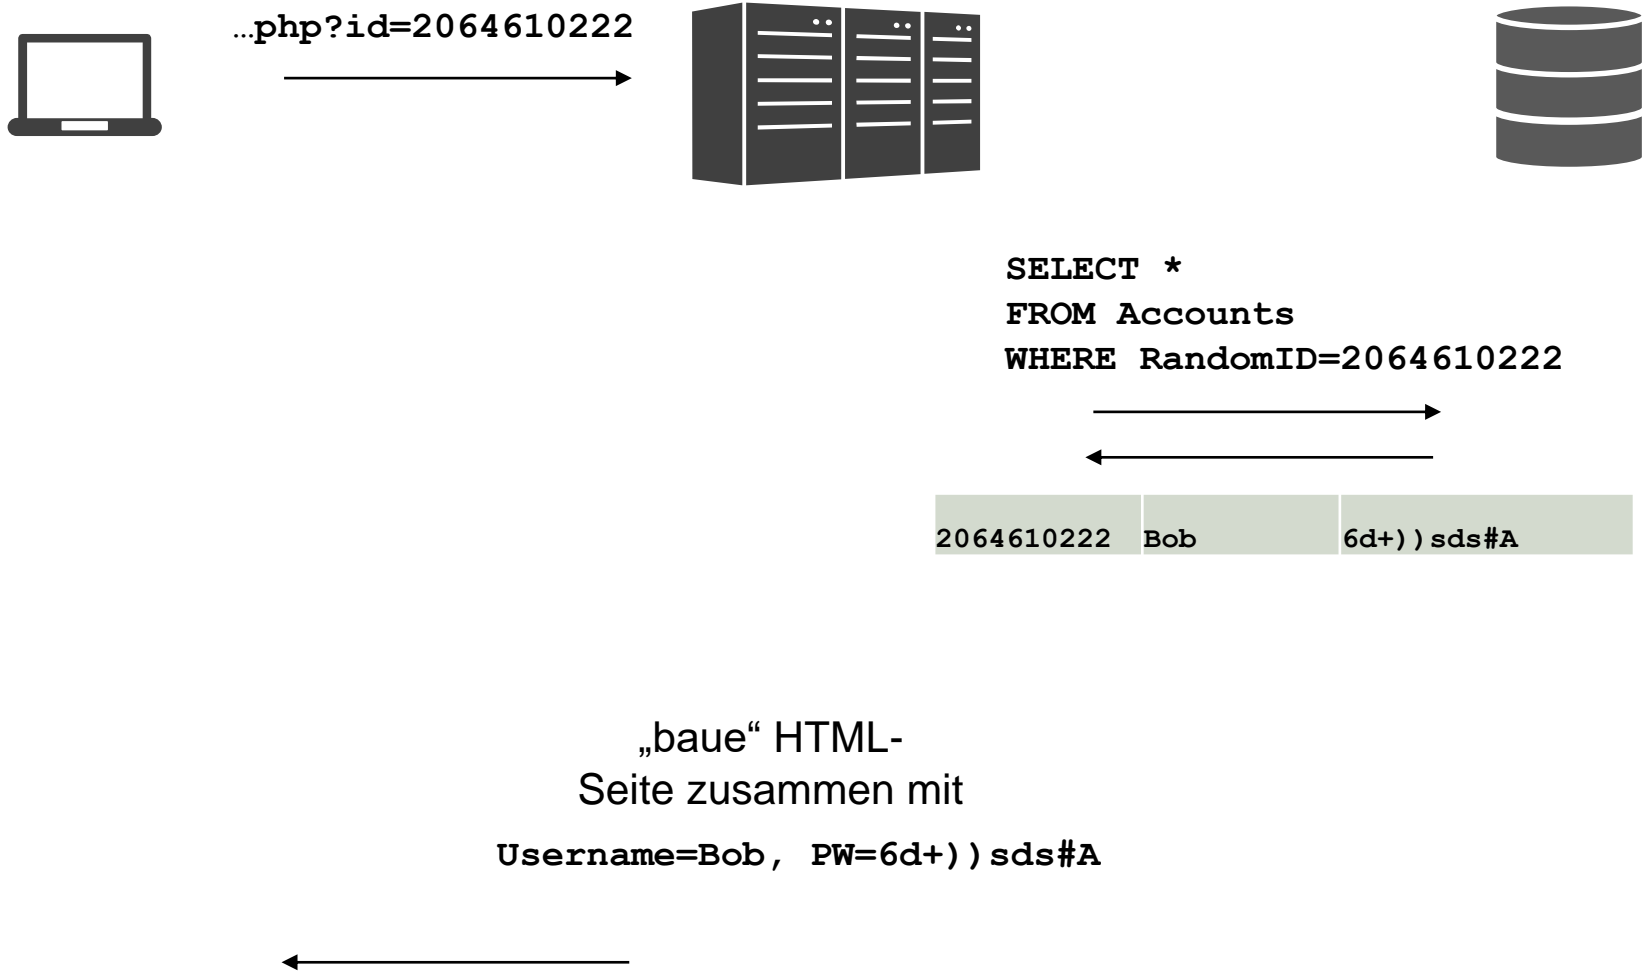 …php?id=2064610222
SELECT *
FROM Accounts
WHERE RandomID=2064610222
2064610222 Bob 6d+))sds#A
„baue“ HTML-
Seite zusammen mit
Username=Bob, PW=6d+))sds#A